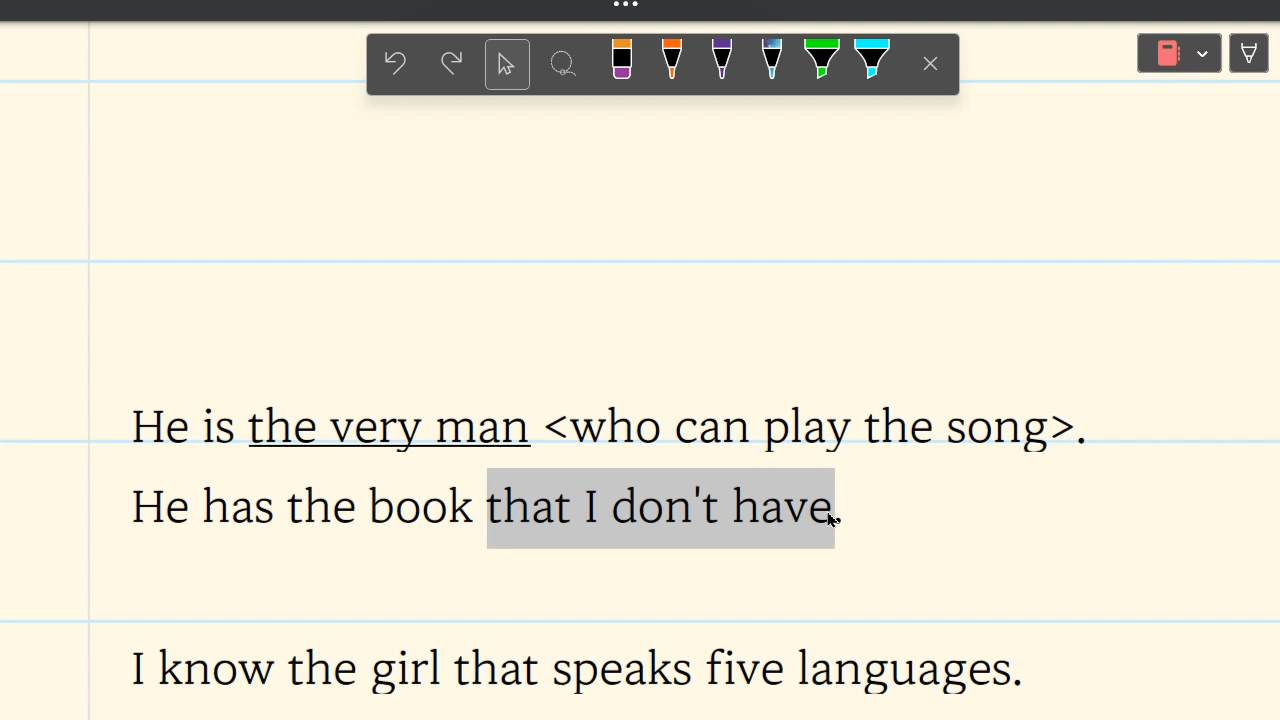 He is the very man <who can play the song>.
He has the book that I don't have.
I know the girl that speaks five languages.